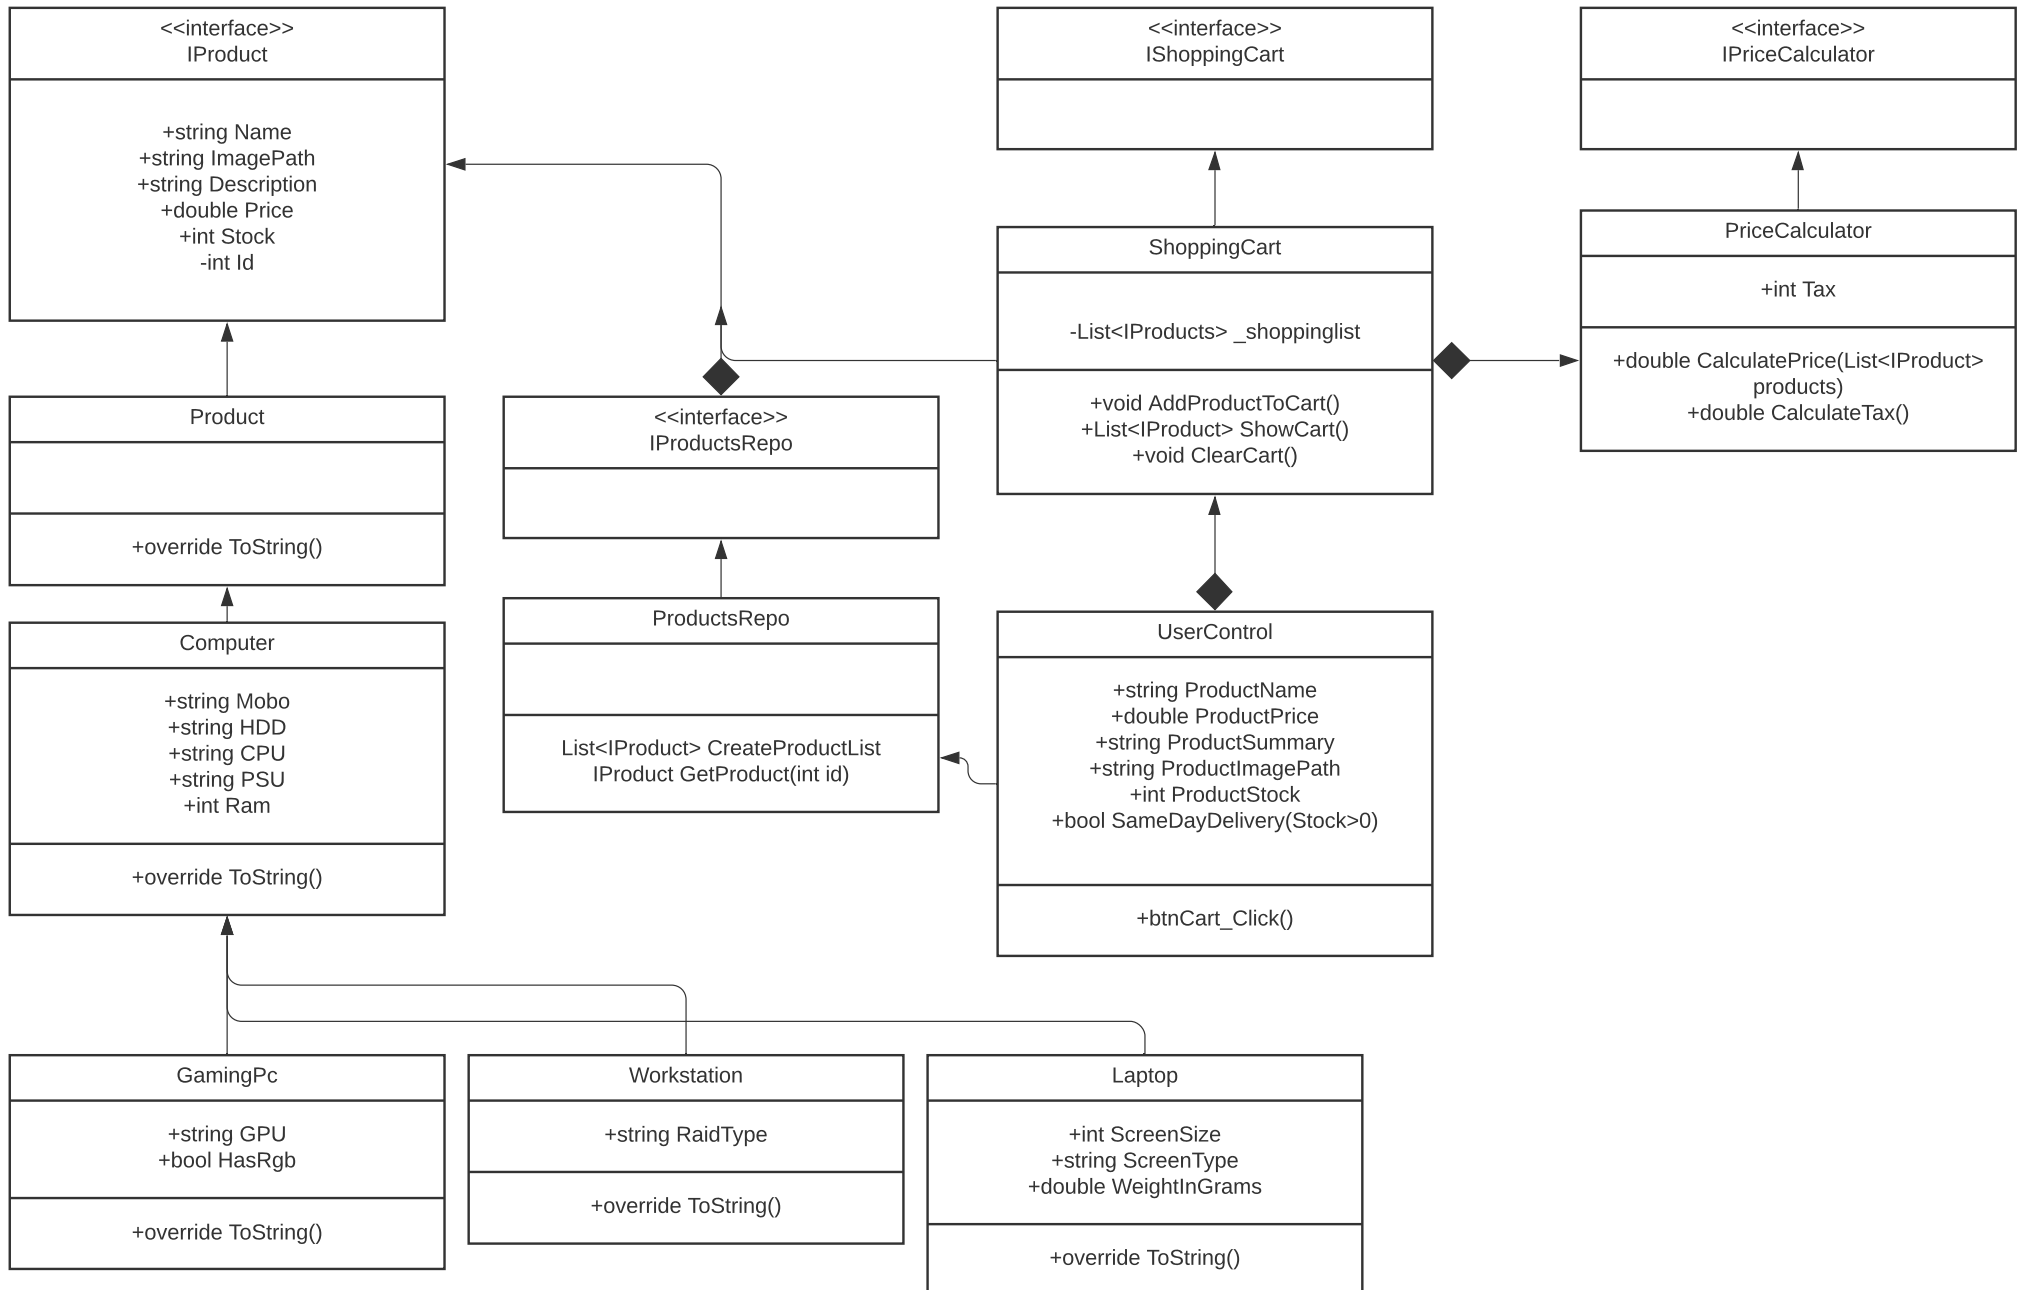 <<interface>>
IProduct
+string Name
+string ImagePath
+string Description
+double Price
+int Stock
-int Id
<<interface>>
IShoppingCart
<<interface>>
IPriceCalculator
ShoppingCart
-List<IProducts> _shoppinglist
+void AddProductToCart()
+List<IProduct> ShowCart()
+void ClearCart()
PriceCalculator
+int Tax
+double CalculatePrice(List<IProduct>
products)
+double CalculateTax()
Product
+override ToString()
<<interface>>
IProductsRepo
ProductsRepo
List<IProduct> CreateProductList
IProduct GetProduct(int id)
UserControl
+string ProductName
+double ProductPrice
+string ProductSummary
+string ProductImagePath
+int ProductStock
+bool SameDayDelivery(Stock>0)
+btnCart_Click()
Computer
+string Mobo
+string HDD
+string CPU
+string PSU
+int Ram
+override ToString()
GamingPc
+string GPU
+bool HasRgb
+override ToString()
Workstation
+string RaidType
+override ToString()
Laptop
+int ScreenSize
+string ScreenType
+double WeightInGrams
+override ToString()